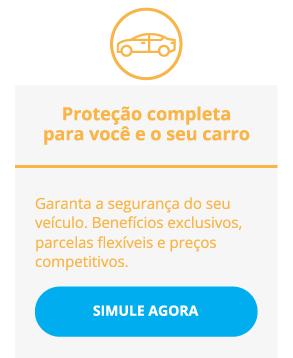 Proteção completa
para você e o seu carro
Garanta a segurança do seu
veículo. Benefícios exclusivos,
parcelas flexíveis e preços
competitivos.
SIMULE AGORA